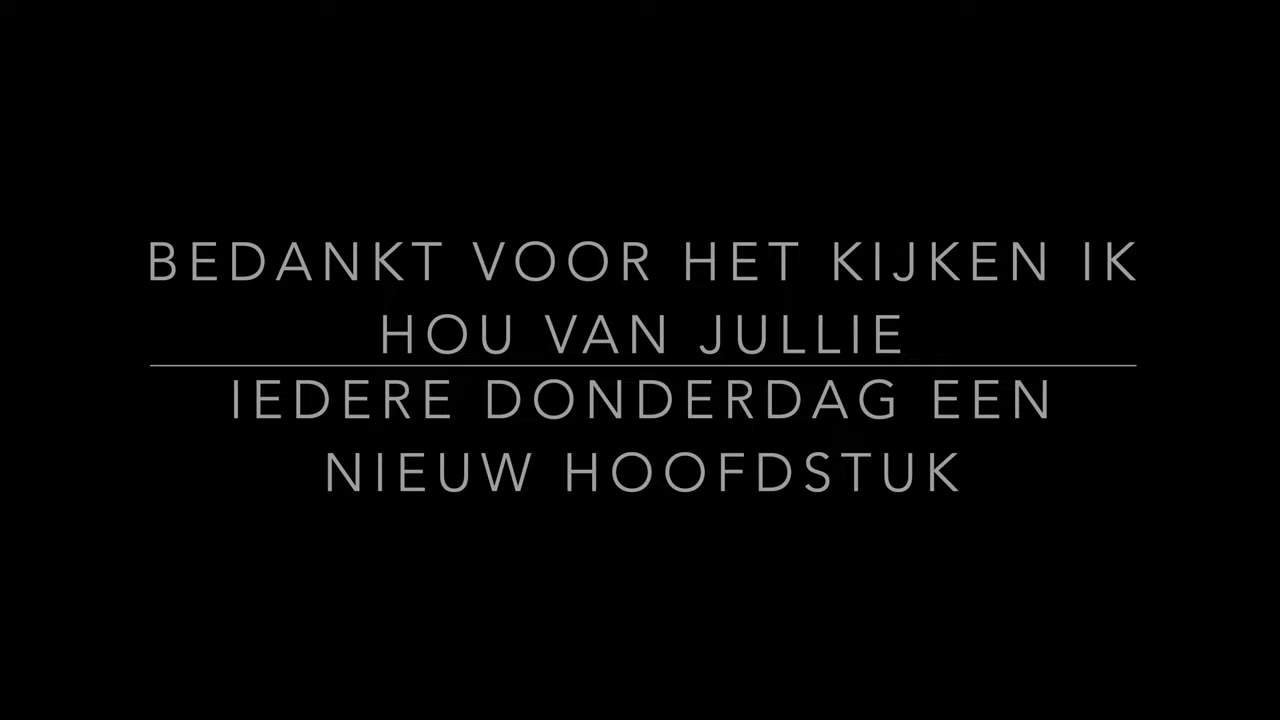 BEDANKT VOOR HET KIJKEN IK
HOU VAN JULLIE
IEDERE DONDERDAG EEN
NIEUW HOOFDSTUK